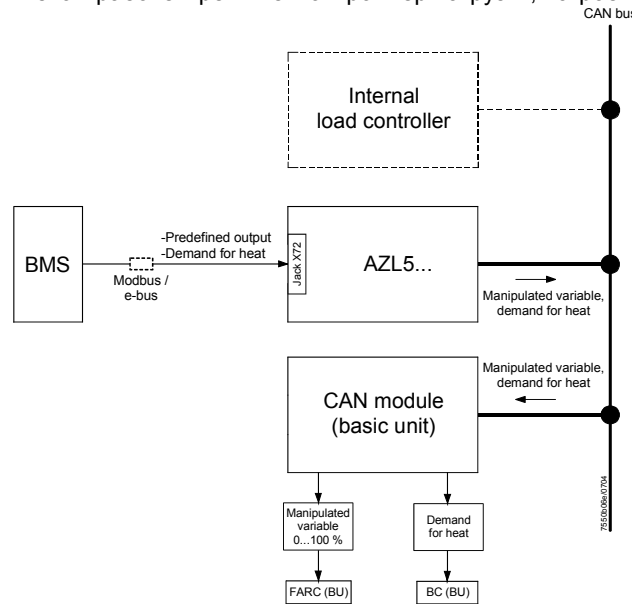 CAN bus
Internal
load controller
-Predefined output
-Demand for heat
BMS
Jack X72
AZL5...
Modbus /
e-bus
Manipulated variable,
demand for heat
Manipulated variable,
demand for heat
CAN module
(basic unit)
Manipulated
variable
0...100 %
Demand
for heat
7550b06e/0704
FARC (BU)
BC (BU)